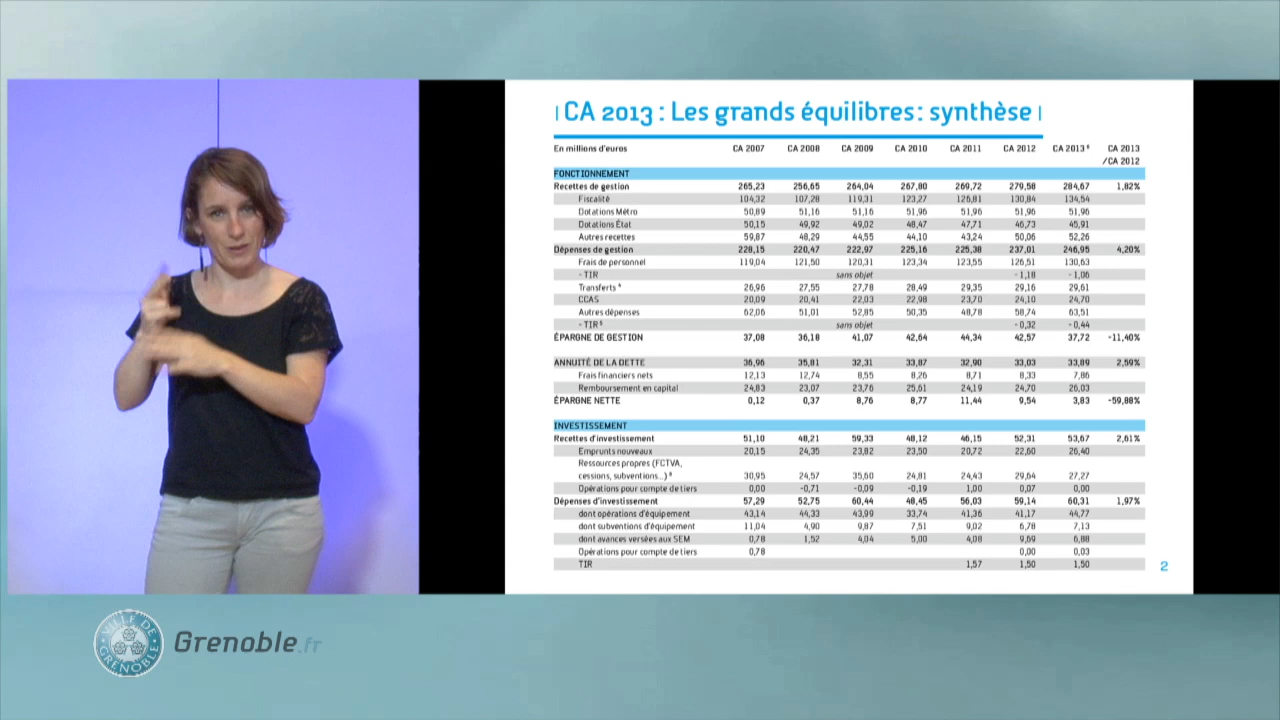 CA 2013 : Les grands équilibres : synthèse
En millions d'euros CA 2007 CA 2008 CA 2009 CA 2010 CA 2011 CA 2012 CA 2013 ⁶ CA 2013 /CA 2012
FONCTIONNEMENT
Recettes de gestion 265,23 256,65 264,04 267,80 269,72 279,58 284,67 1,82%
Fiscalité 104,32 107,28 119,31 123,27 126,81 130,84 134,54
Dotations Métro 50,89 51,16 51,16 51,96 51,96 51,96 51,96
Dotations État 50,15 49,92 49,02 48,47 47,71 46,73 45,91
Autres recettes 59,87 48,29 44,55 44,10 43,24 50,06 52,26
Dépenses de gestion 228,15 220,47 222,97 225,16 225,38 237,01 246,95 4,20%
Frais de personnel 119,04 121,50 120,31 123,34 123,55 126,51 130,63
- TIR sans objet - 1,18 - 1,06
Transferts ⁴ 26,96 27,55 27,78 28,49 29,35 29,16 29,61
CCAS 20,09 20,41 22,03 22,98 23,70 24,10 24,70
Autres dépenses 62,06 51,01 52,85 50,35 48,78 58,74 63,51
- TIR ⁵ sans objet -0,32 -0,44
ÉPARGNE DE GESTION 37,08 36,18 41,07 42,64 44,34 42,57 37,72 -11,40%
ANNUITÉ DE LA DETTE 36,96 35,81 32,31 33,87 32,90 33,03 33,89 2,59%
Frais financiers nets 12,13 12,74 8,55 8,26 8,71 8,33 7,86
Remboursement en capital 24,83 23,07 23,76 25,61 24,19 24,70 26,03
ÉPARGNE NETTE 0,12 0,37 8,76 8,77 11,44 9,54 3,83 -59,88%
INVESTISSEMENT
Recettes d'investissement 51,10 48,21 59,33 48,12 46,15 52,31 53,67 2,61%
Emprunts nouveaux 20,15 24,35 23,82 23,50 20,72 22,60 26,40
Ressources propres (FCTVA,
cessions, subventions...) 30,95 24,57 35,60 24,81 24,43 29,64 27,27
Opérations pour compte de tiers 0,00 -0,71 -0,09 -0,19 1,00 0,07 0,00
Dépenses d'investissement 57,29 52,75 60,44 48,45 56,03 59,14 60,31 1,97%
dont opérations d'équipement 43,14 44,33 43,99 33,74 41,36 41,17 44,77
dont subventions d'équipement 11,04 4,90 9,87 7,51 9,02 6,78 7,13
dont avances versées aux SEM 0,78 1,52 4,04 5,00 4,08 9,69 6,88
Opérations pour compte de tiers 0,78 0,00 0,03
TIR 1,57 1,50 1,50
2
VILLE DE GRENOBLE
Grenoble.fr